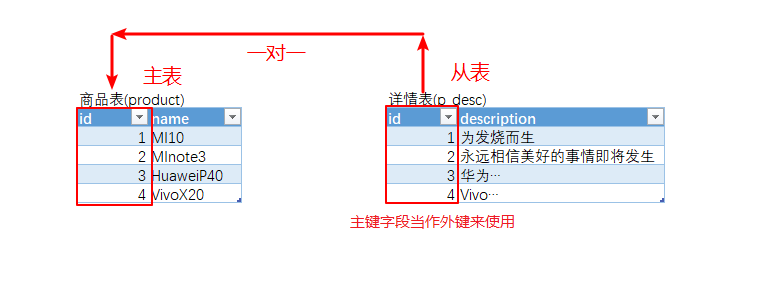 一对一
主表
从表
商品表(product)
详情表(p_desc)
id name
1 MI10
2 MInote3
3 HuaweiP40
4 VivoX20
id description
1 为发烧而生
2 永远相信美好的事情即将发生
3 华为…
4 Vivo…
主键字段当作外键来使用